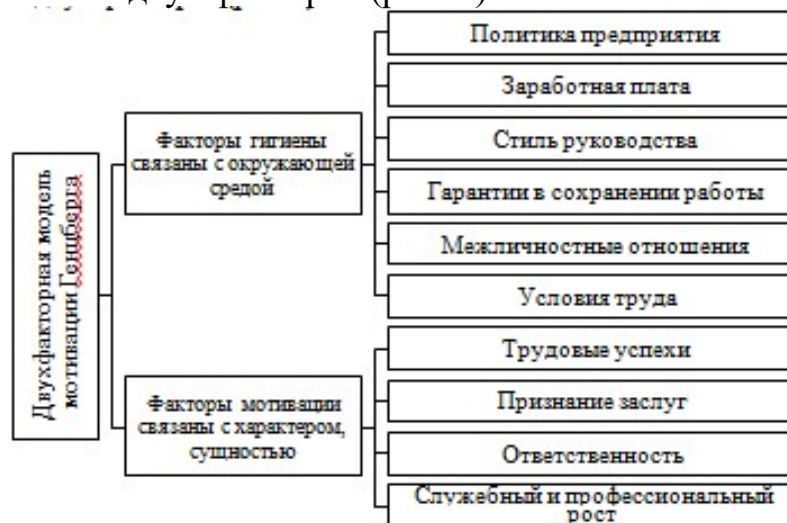 Политика предприятия
Заработная плата
Стиль руководства
Гарантии в сохранении работы
Межличностные отношения
Условия труда
Факторы гигиены
связаны с окружающей
средой
Двухфакторная модель
мотивации Генцберга
Факторы мотивации
связаны с характером,
сущностью
Трудовые успехи
Признание заслуг
Ответственность
Служебный и профессиональный
рост